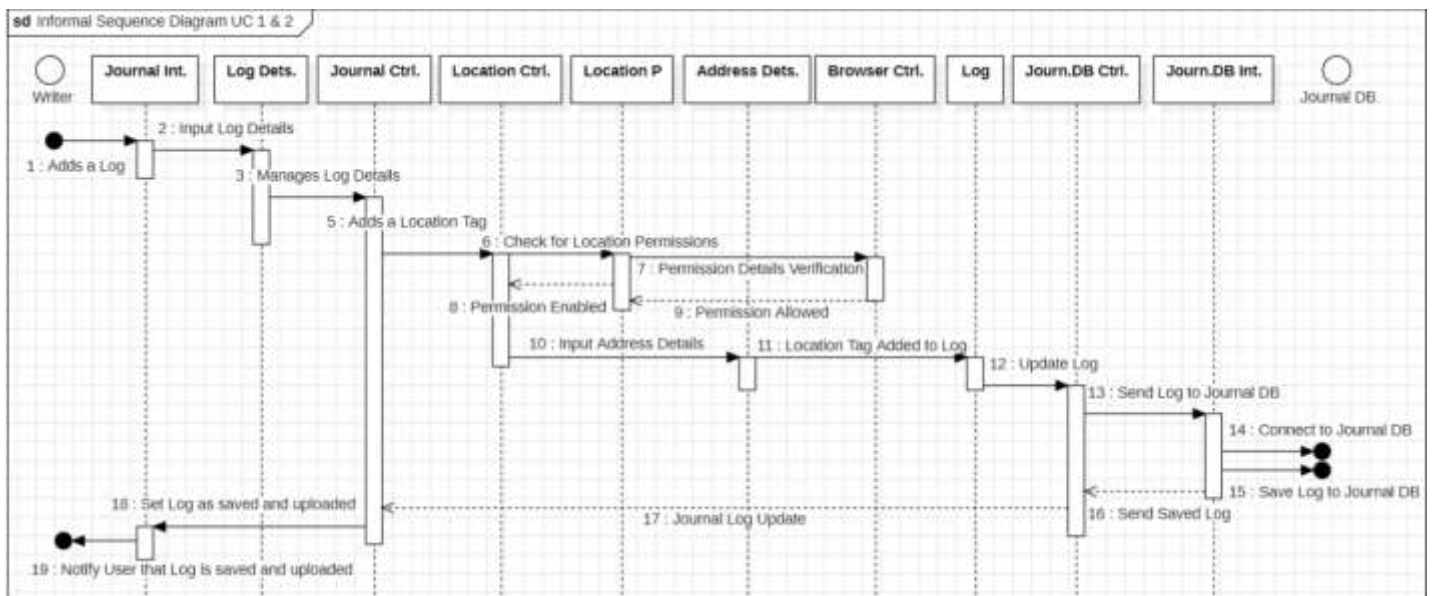 sd Informal Sequence Diagram UC 1 & 2
Writer
Journal Int.
Log Dets.
Journal Ctrl.
Location Ctrl.
Location P
Address Dets.
Browser Ctrl.
Log
Journ.DB Ctrl.
Journ.DB Int.
Journal DB
1 : Adds a Log
2 : Input Log Details
3 : Manages Log Details
5 : Adds a Location Tag
6 : Check for Location Permissions
7 : Permission Details Verification
8 : Permission Enabled
9 : Permission Allowed
10 : Input Address Details
11 : Location Tag Added to Log
12 : Update Log
13 : Send Log to Journal DB
14 : Connect to Journal DB
15 : Save Log to Journal DB
16 : Send Saved Log
17 : Journal Log Update
18 : Set Log as saved and uploaded
19 : Notify User that Log is saved and uploaded